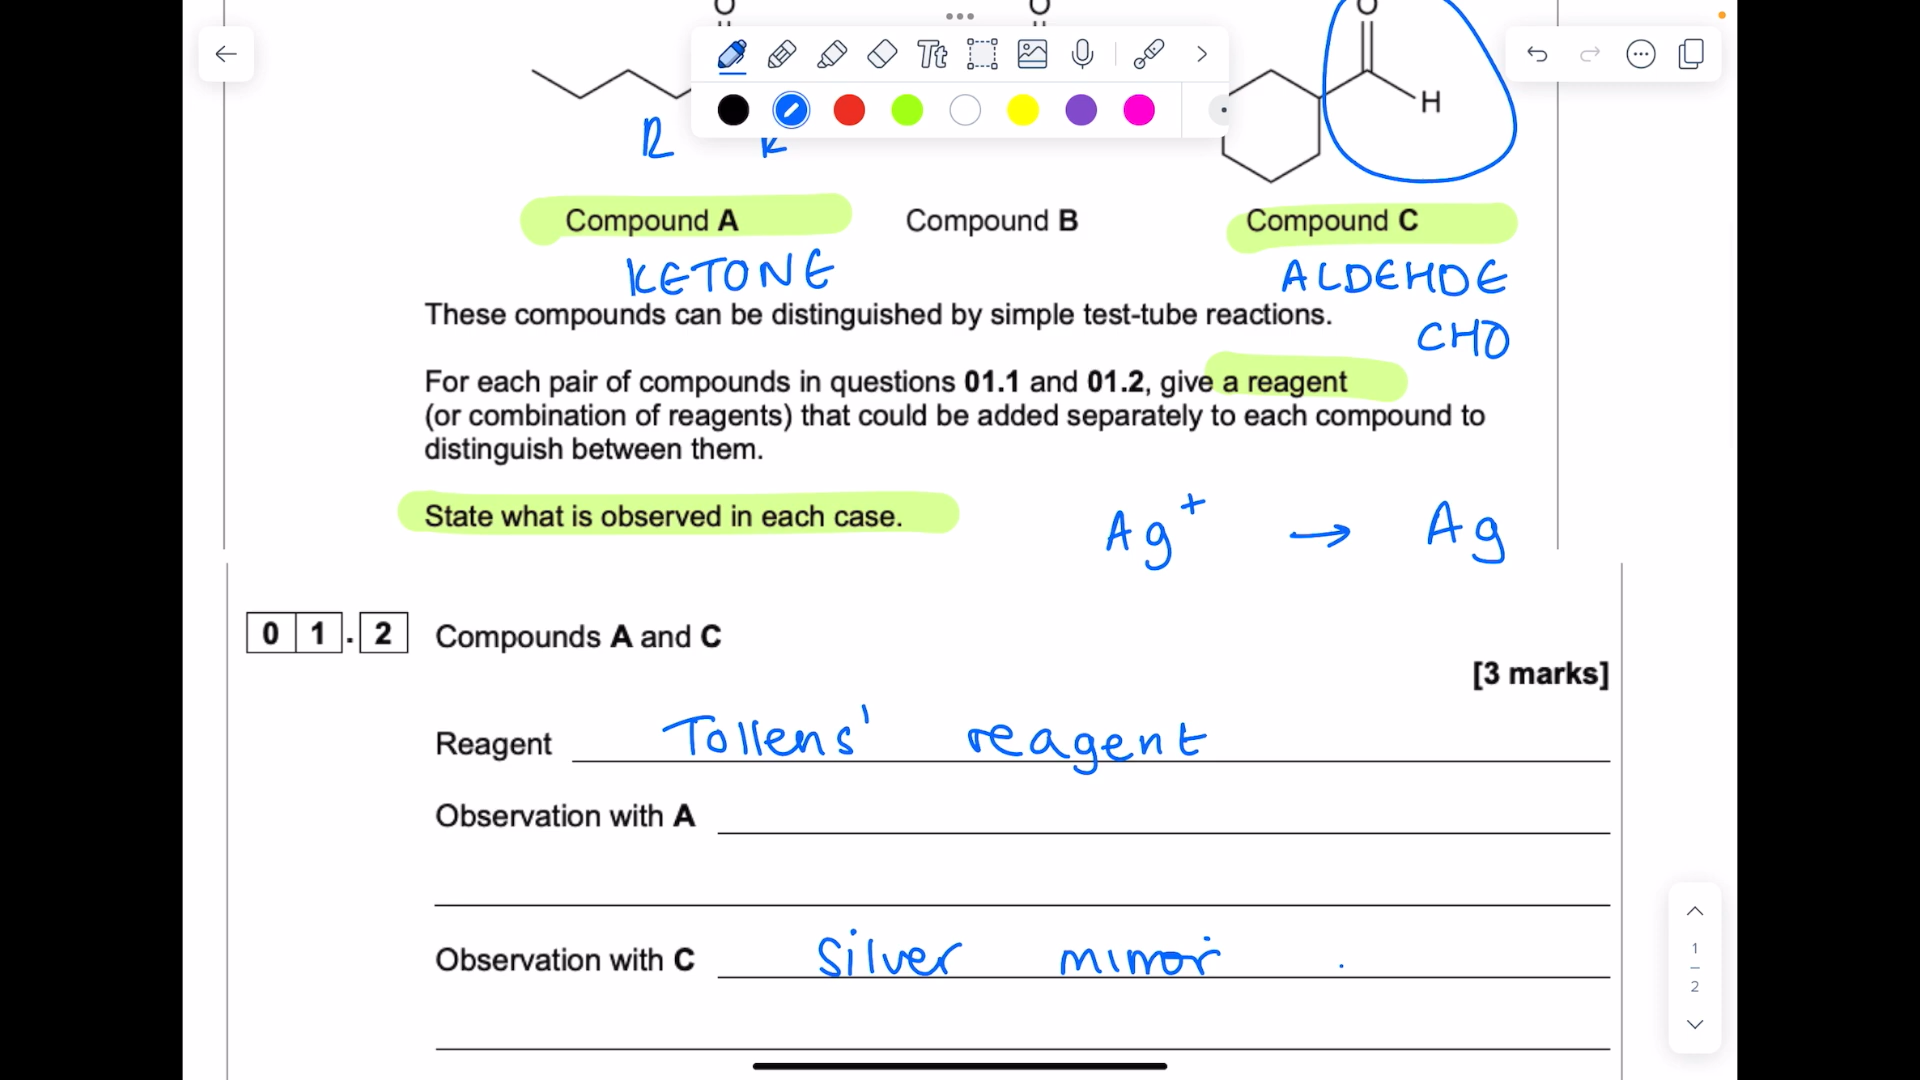 O O O
Tt
H
R R
Compound A Compound B Compound C
KETONE ALDEHDE
These compounds can be distinguished by simple test-tube reactions.
CHO
For each pair of compounds in questions 01.1 and 01.2, give a reagent
(or combination of reagents) that could be added separately to each compound to
distinguish between them.
State what is observed in each case.
Ag+ → Ag
0 1 . 2 Compounds A and C
[3 marks]
Reagent Tollens' reagent
Observation with A
1
2
Observation with C Silver mirror